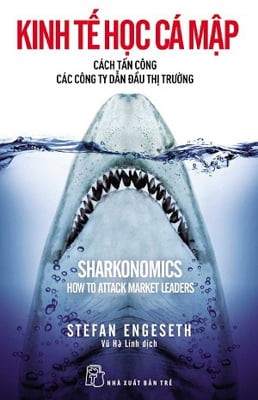 KINH TẾ HỌC CÁ MẬP
CÁCH TẤN CÔNG
CÁC CÔNG TY DẪN ĐẦU THỊ TRƯỜNG
SHARKONOMICS
HOW TO ATTACK MARKET LEADERS
STEFAN ENGESETH
Vũ Hà Linh dịch
NHÀ XUẤT BẢN TRẺ